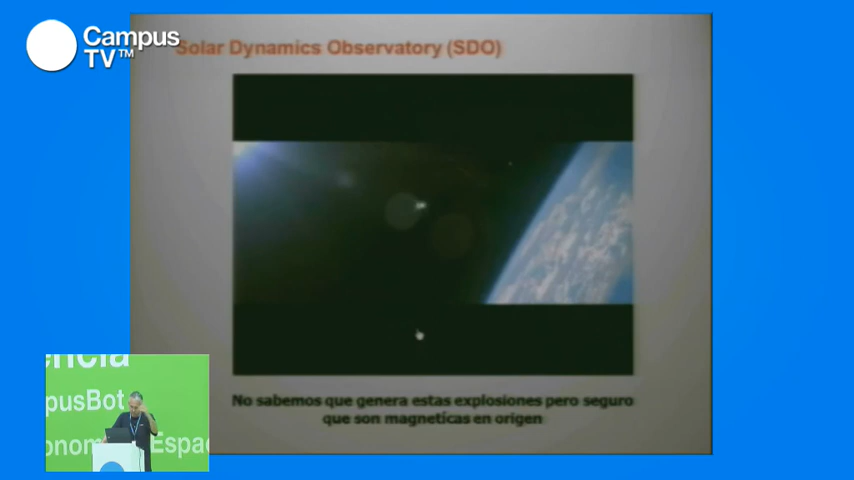 Campus
TV™
Solar Dynamics Observatory (SDO)
No sabemos que genera estas explosiones pero seguro
que son magnetícas en origen
encia
pusBot
onom
Espac